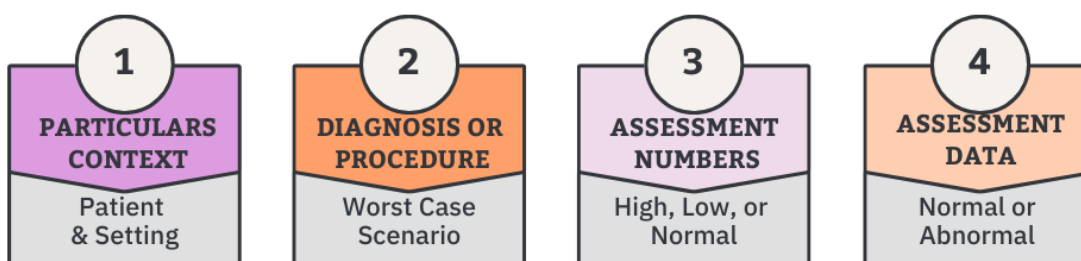 1
PARTICULARS
CONTEXT
Patient
& Setting
2
DIAGNOSIS OR
PROCEDURE
Worst Case
Scenario
3
ASSESSMENT
NUMBERS
High, Low, or
Normal
4
ASSESSMENT
DATA
Normal or
Abnormal